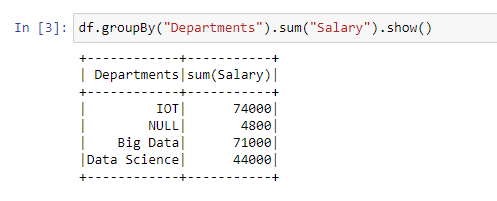 In [3]: df.groupBy("Departments").sum("Salary").show()
+------------+-----------+
| Departments|sum(Salary)|
+------------+-----------+
|         IOT|      74000|
|        NULL|       4800|
|    Big Data|      71000|
|Data Science|      44000|
+------------+-----------+